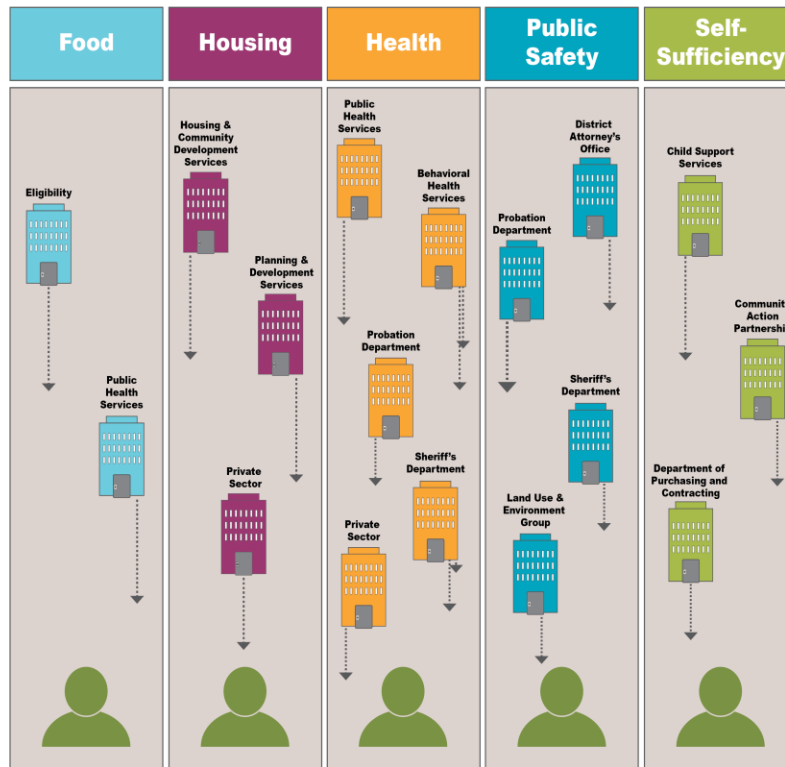 Food
Housing
Health
Public
Safety
Self-
Sufficiency
Eligibility
Public
Health
Services
Housing &
Community
Development
Services
Planning &
Development
Services
Private
Sector
Public
Health
Services
Behavioral
Health
Services
Probation
Department
Sheriff's
Department
Private
Sector
District
Attorney's
Office
Probation
Department
Sheriff's
Department
Land Use &
Environment
Group
Child Support
Services
Action
Department of
Purchasing and
Contracting